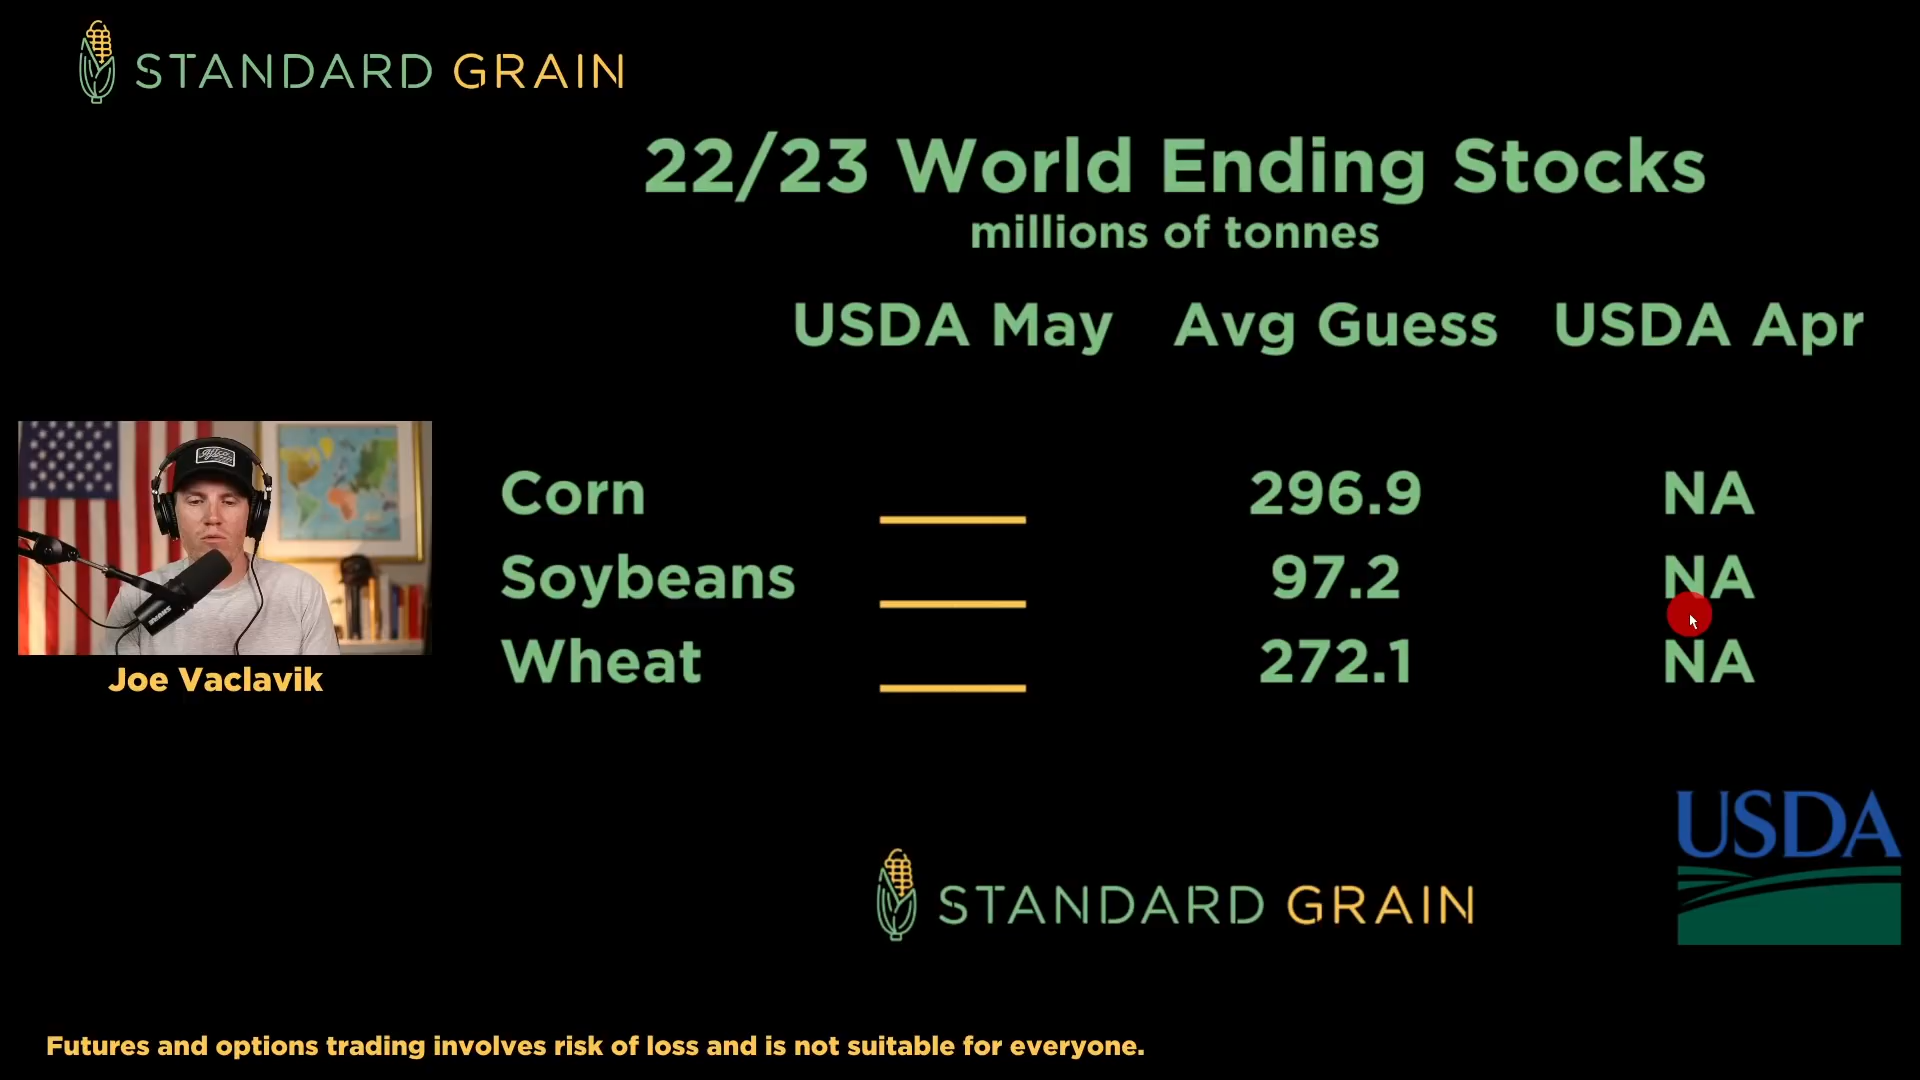 STANDARD GRAIN
22/23 World Ending Stocks
millions of tonnes
USDA May Avg Guess USDA Apr
Corn 296.9 NA
Soybeans 97.2 NA
Wheat 272.1 NA
Joe Vaclavik
USDA
STANDARD GRAIN
Futures and options trading involves risk of loss and is not suitable for everyone.